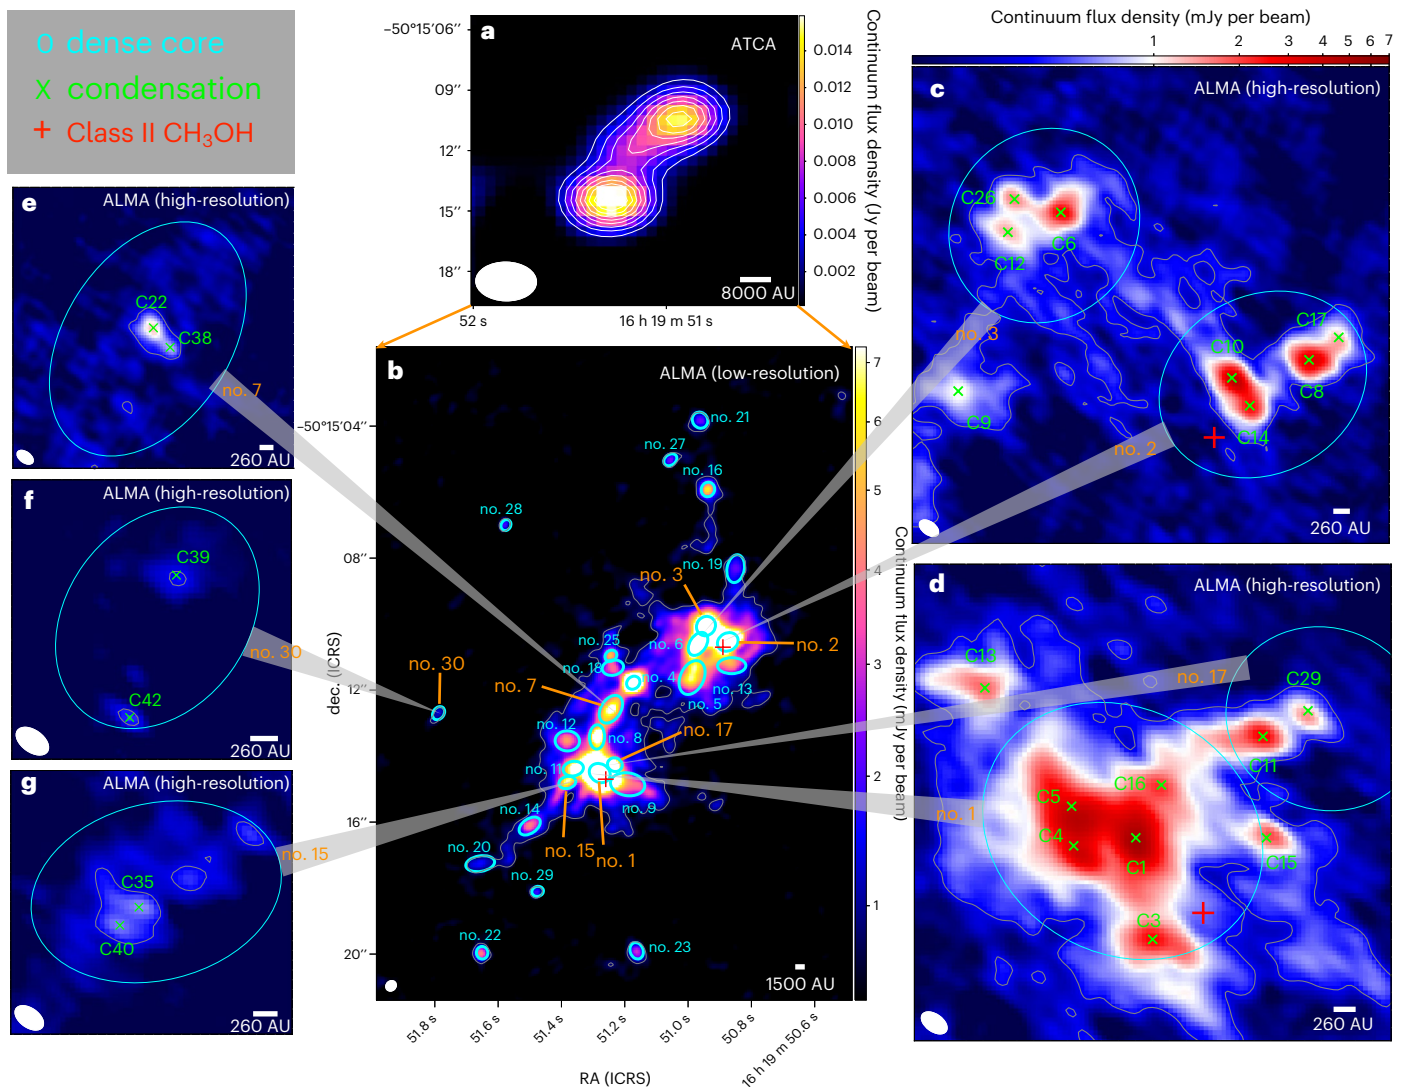 0 dense core
x condensation
+ Class II CH₃OH
a
ATCA
−50°15′06′′
09′′
12′′
15′′
18′′
52 s
16 h 19 m 51 s
8000 AU
0.014
0.012
0.010
0.008
0.006
0.004
0.002
Continuum flux density (Jy per beam)
b
ALMA (low-resolution)
−50°15′04′′
08′′
12′′
16′′
20′′
dec. (ICRS)
51.8 s
51.6 s
51.4 s
51.2 s
51.0 s
50.8 s
16 h 19 m 50.6 s
RA (ICRS)
no. 21
no. 27
no. 16
no. 28
no. 19
no. 3
no. 6
no. 2
no. 25
no. 18
no. 4
no. 13
no. 5
no. 30
no. 7
no. 12
no. 8
no. 17
no. 11
no. 9
no. 14
no. 15
no. 1
no. 20
no. 29
no. 22
no. 23
1500 AU
7
6
5
4
3
2
1
Continuum flux density (mJy per beam)
Continuum flux density (mJy per beam)
1
2
3
4
5
6
7
c
ALMA (high-resolution)
C26
C6
C12
no. 3
C9
C10
C17
C8
C14
no. 2
260 AU
d
ALMA (high-resolution)
C13
no. 17
C29
C11
C16
C5
C4
C1
C15
C3
no. 1
260 AU
e
ALMA (high-resolution)
C22
C38
no. 7
260 AU
f
ALMA (high-resolution)
C39
no. 30
C42
260 AU
g
ALMA (high-resolution)
C35
C40
no. 15
260 AU